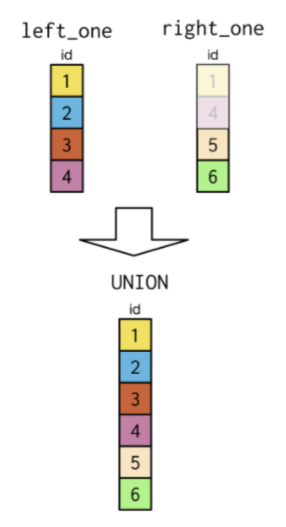 left_one right_one
id id
1 1
2 4
3 5
4 6
UNION
id
1
2
3
4
5
6